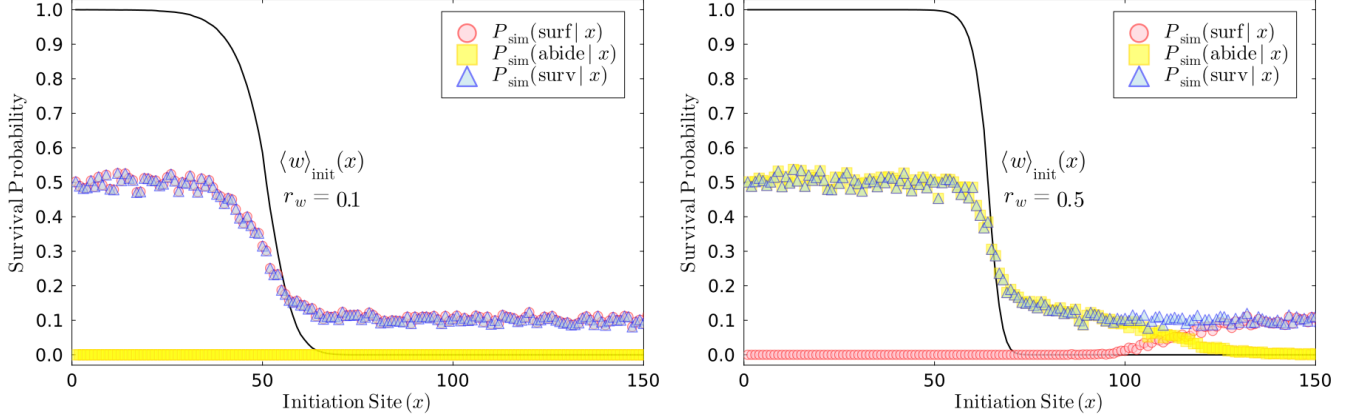 1.0
0.9
0.8
0.7
0.6
0.5
0.4
0.3
0.2
0.1
0.0
Survival Probability
P_sim(surf | x)
P_sim(abide | x)
P_sim(surv | x)
⟨w⟩_init(x)
r_w = 0.1
0 50 100 150
Initiation Site (x)
1.0
0.9
0.8
0.7
0.6
0.5
0.4
0.3
0.2
0.1
0.0
Survival Probability
P_sim(surf | x)
P_sim(abide | x)
P_sim(surv | x)
⟨w⟩_init(x)
r_w = 0.5
0 50 100 150
Initiation Site (x)